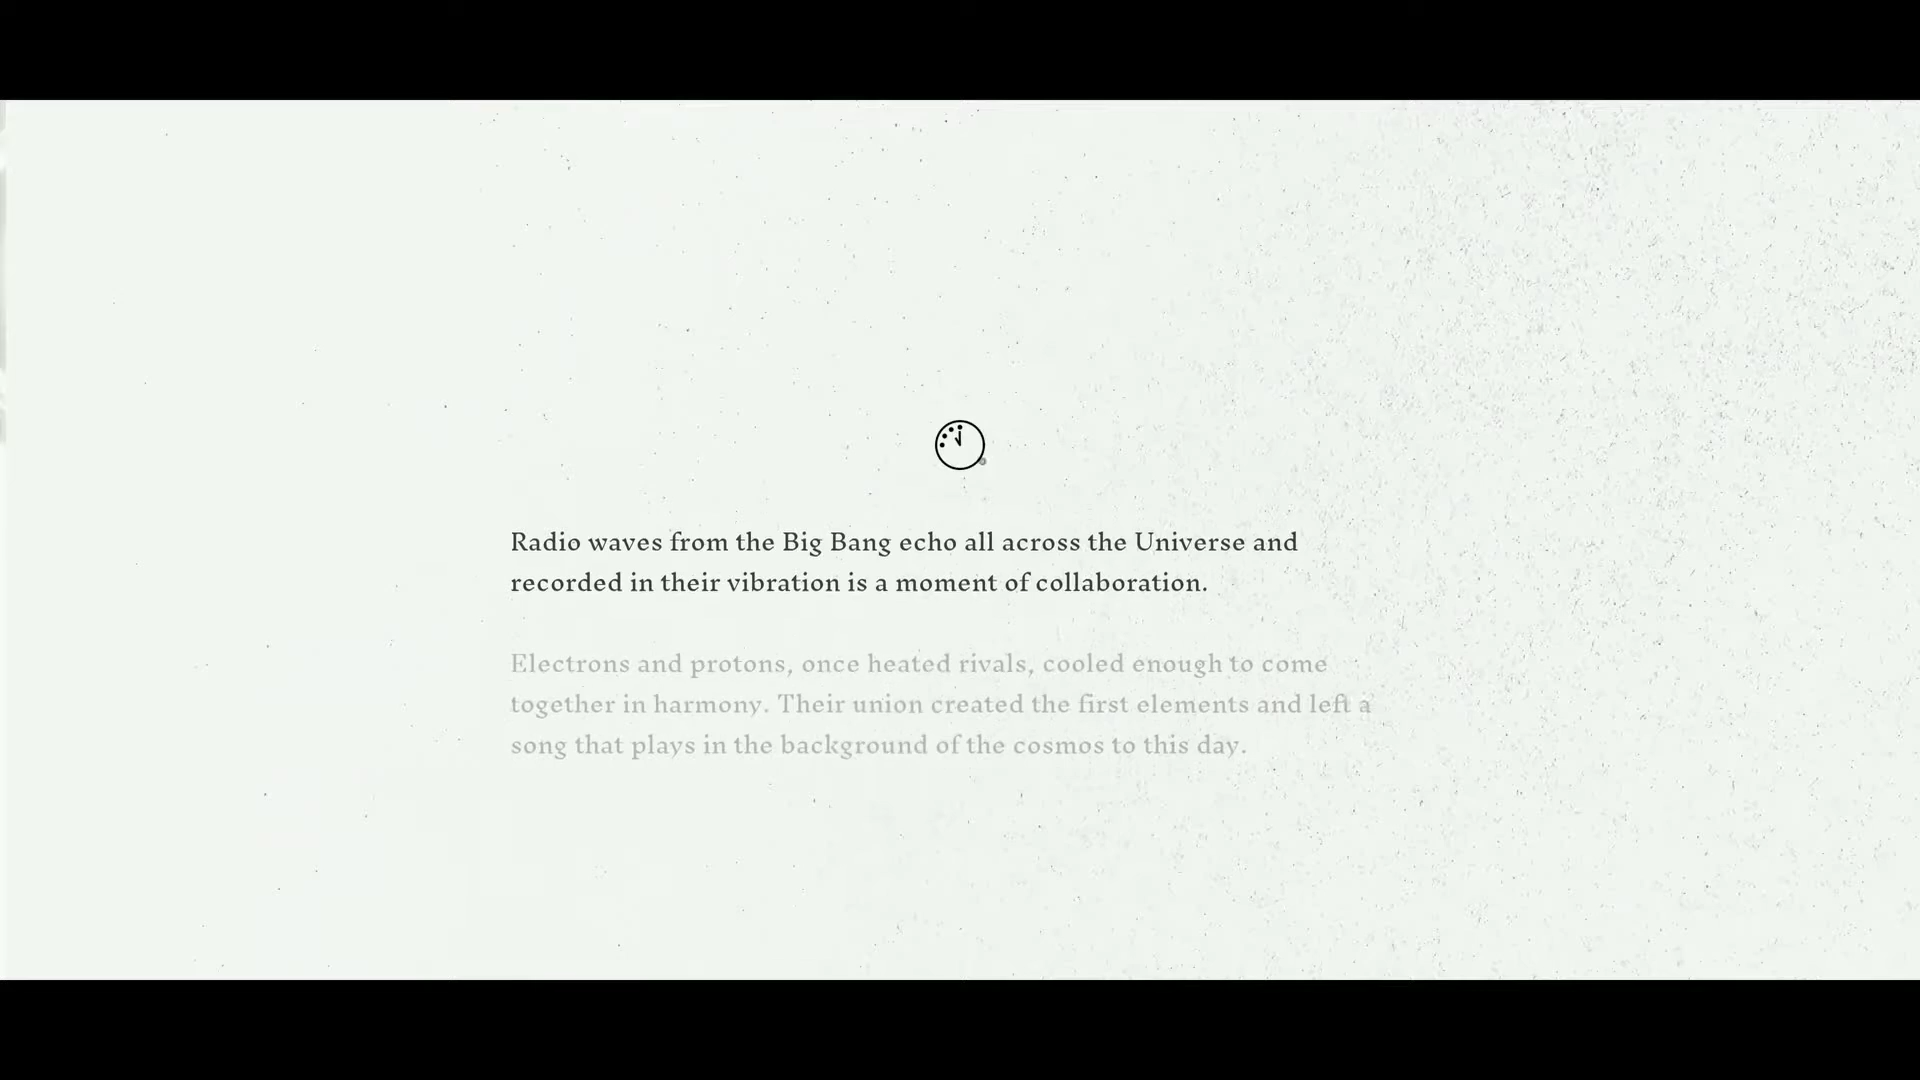 Radio waves from the Big Bang echo all across the Universe and
recorded in their vibration is a moment of collaboration.
Electrons and protons, once heated rivals, cooled enough to come
together in harmony. Their union created the first elements and left a
song that plays in the background of the cosmos to this day.